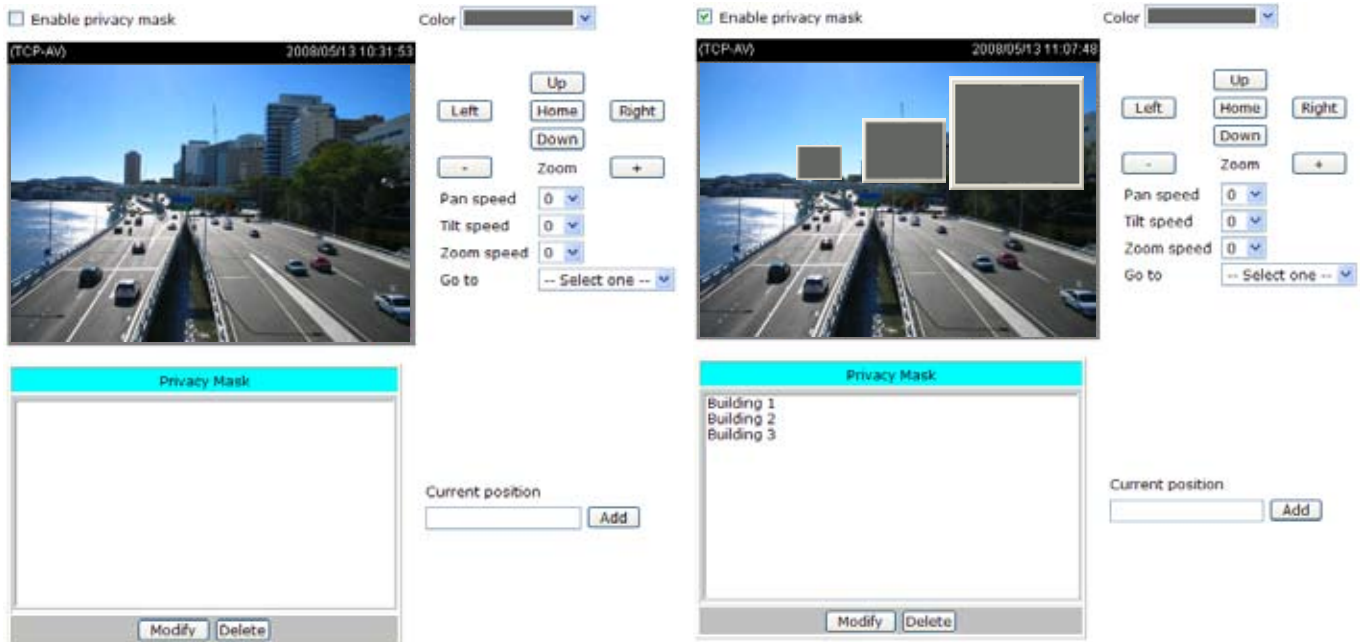 Enable privacy mask
Color
(TCP-AV) 2008/05/13 10:31:53
Up
Left Home Right
Down
- Zoom +
Pan speed 0
Tilt speed 0
Zoom speed 0
Go to -- Select one --
Privacy Mask
Current position
Add
Modify Delete
Enable privacy mask
Color
(TCP-AV) 2008/05/13 11:07:48
Up
Left Home Right
Down
- Zoom +
Pan speed 0
Tilt speed 0
Zoom speed 0
Go to -- Select one --
Privacy Mask
Building 1
Building 2
Building 3
Current position
Add
Modify Delete